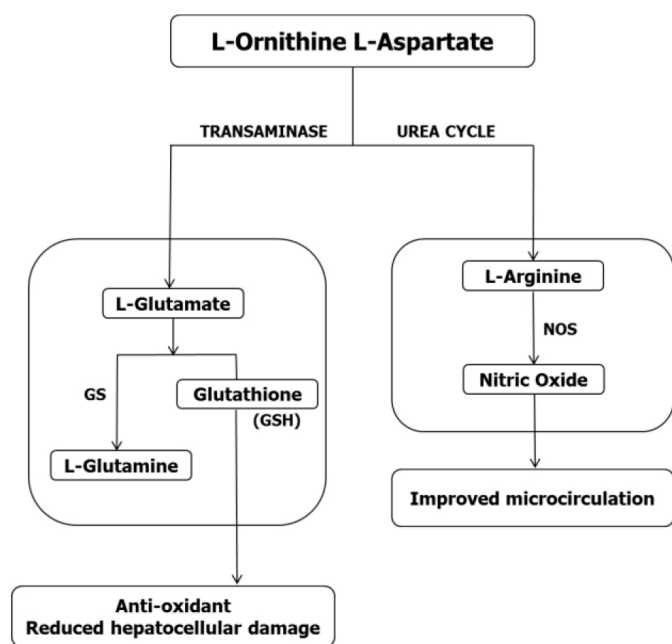 L-Ornithine L-Aspartate
TRANSAMINASE
UREA CYCLE
L-Glutamate
GS
Glutathione
(GSH)
L-Glutamine
L-Arginine
NOS
Nitric Oxide
Improved microcirculation
Anti-oxidant
Reduced hepatocellular damage